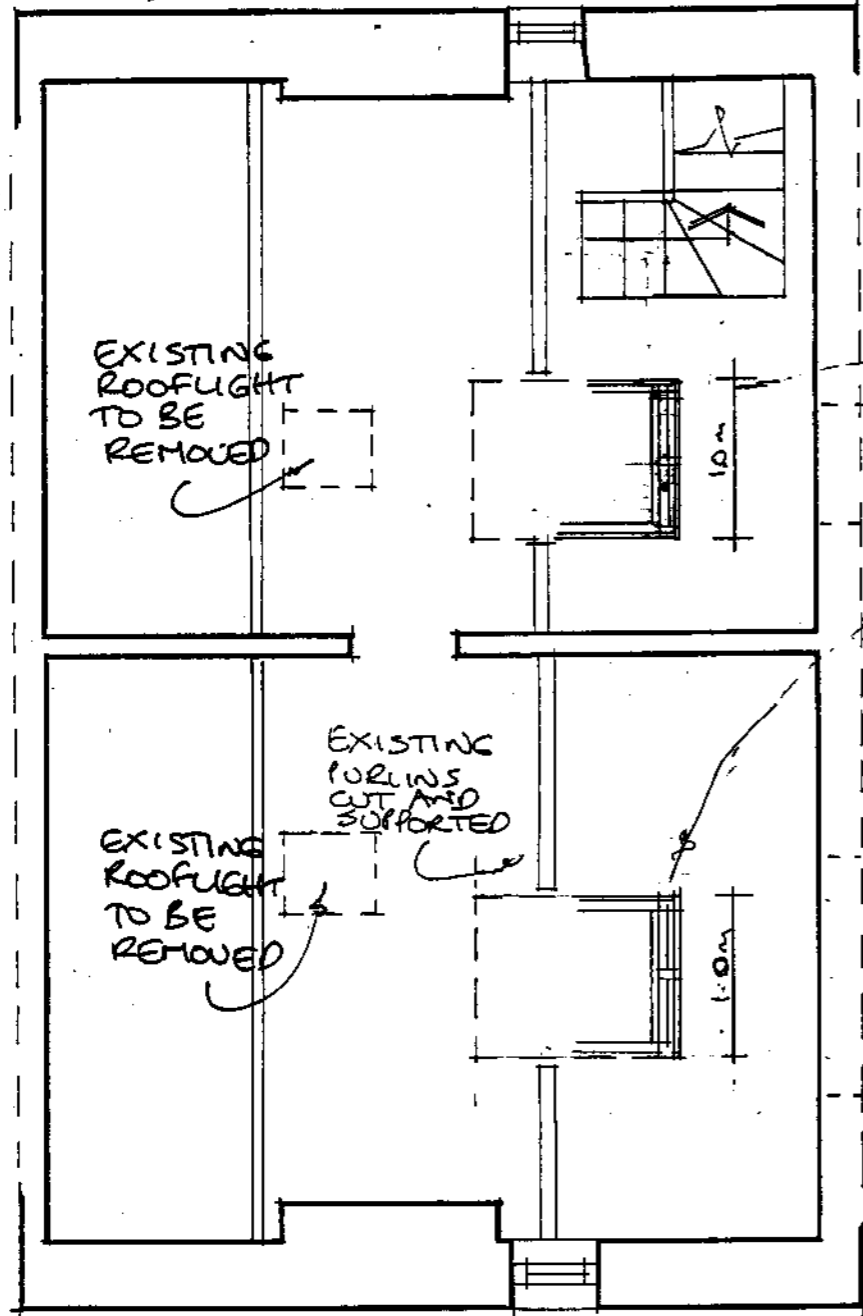 EXISTING
ROOFLIGHT
TO BE
REMOVED
1.0m
EXISTING
PURLINS
CUT AND
SUPPORTED
EXISTING
ROOFLIGHT
TO BE
REMOVED
1.0m